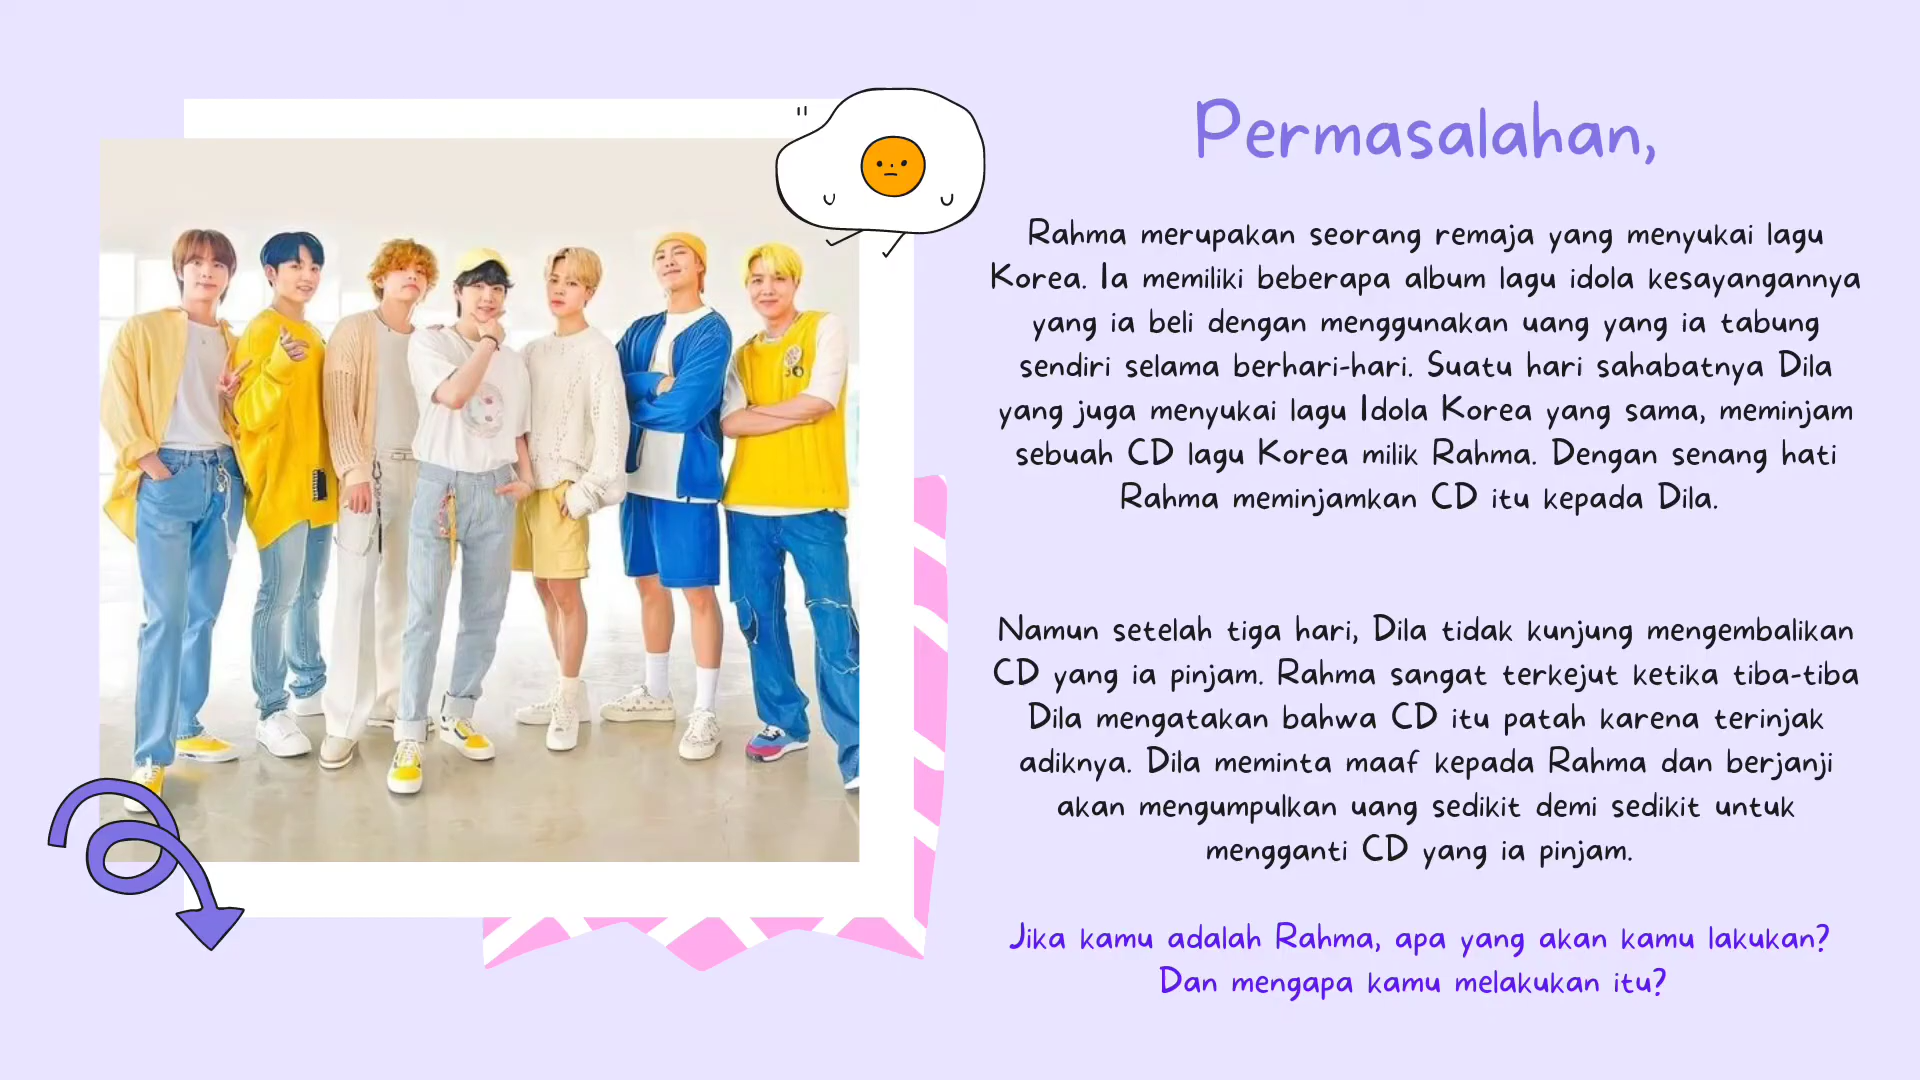 Permasalahan,
Rahma merupakan seorang remaja yang menyukai lagu
Korea. Ia memiliki beberapa album lagu idola kesayangannya
yang ia beli dengan menggunakan uang yang ia tabung
sendiri selama berhari-hari. Suatu hari sahabatnya Dila
yang juga menyukai lagu Idola Korea yang sama, meminjam
sebuah CD lagu Korea milik Rahma. Dengan senang hati
Rahma meminjamkan CD itu kepada Dila.
Namun setelah tiga hari, Dila tidak kunjung mengembalikan
CD yang ia pinjam. Rahma sangat terkejut ketika tiba-tiba
Dila mengatakan bahwa CD itu patah karena terinjak
adiknya. Dila meminta maaf kepada Rahma dan berjanji
akan mengumpulkan uang sedikit demi sedikit untuk
mengganti CD yang ia pinjam.
Jika kamu adalah Rahma, apa yang akan kamu lakukan?
Dan mengapa kamu melakukan itu?